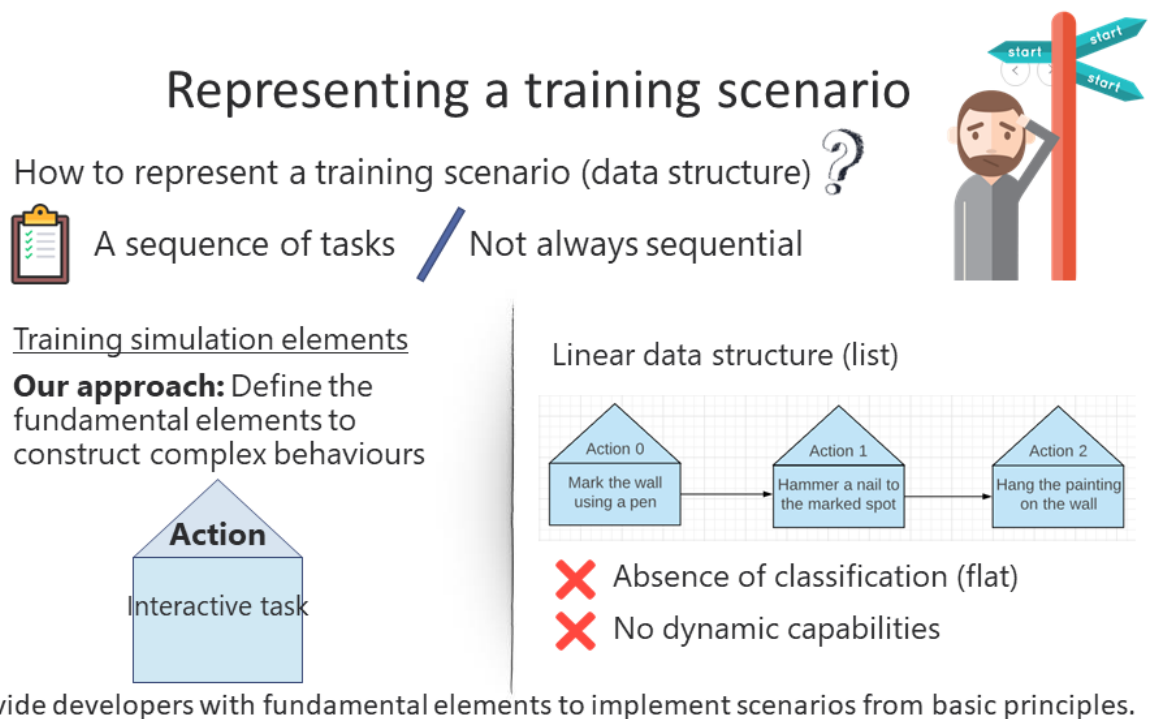 start
start
start
Representing a training scenario
How to represent a training scenario (data structure)
A sequence of tasks
Not always sequential
Training simulation elements
Our approach: Define the
fundamental elements to
construct complex behaviours
Action
Interactive task
Linear data structure (list)
Action 0
Mark the wall
using a pen
Action 1
Hammer a nail to
the marked spot
Action 2
Hang the painting
on the wall
Absence of classification (flat)
No dynamic capabilities
vide developers with fundamental elements to implement scenarios from basic principles.